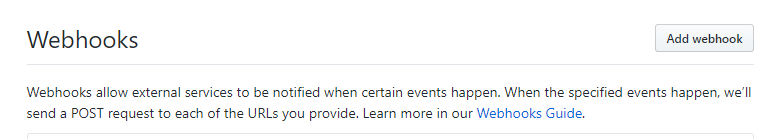 Webhooks
Add webhook
Webhooks allow external services to be notified when certain events happen. When the specified events happen, we’ll
send a POST request to each of the URLs you provide. Learn more in our Webhooks Guide.